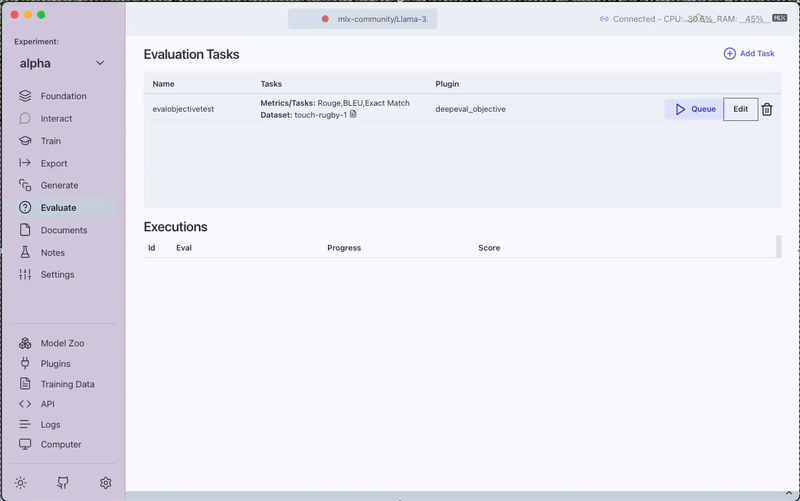 mlx-community/Llama-3.
Connected - CPU: 30.6% RAM: 45% MLX
Experiment:
alpha
Foundation
Interact
Train
Export
Generate
Evaluate
Documents
Notes
Settings
Model Zoo
Plugins
Training Data
API
Logs
Computer
Evaluation Tasks
Add Task
Name Tasks Plugin
evalobjectivetest Metrics/Tasks: Rouge,BLEU,Exact Match deepeval_objective Queue Edit
Dataset: touch-rugby-1
Executions
Id Eval Progress Score